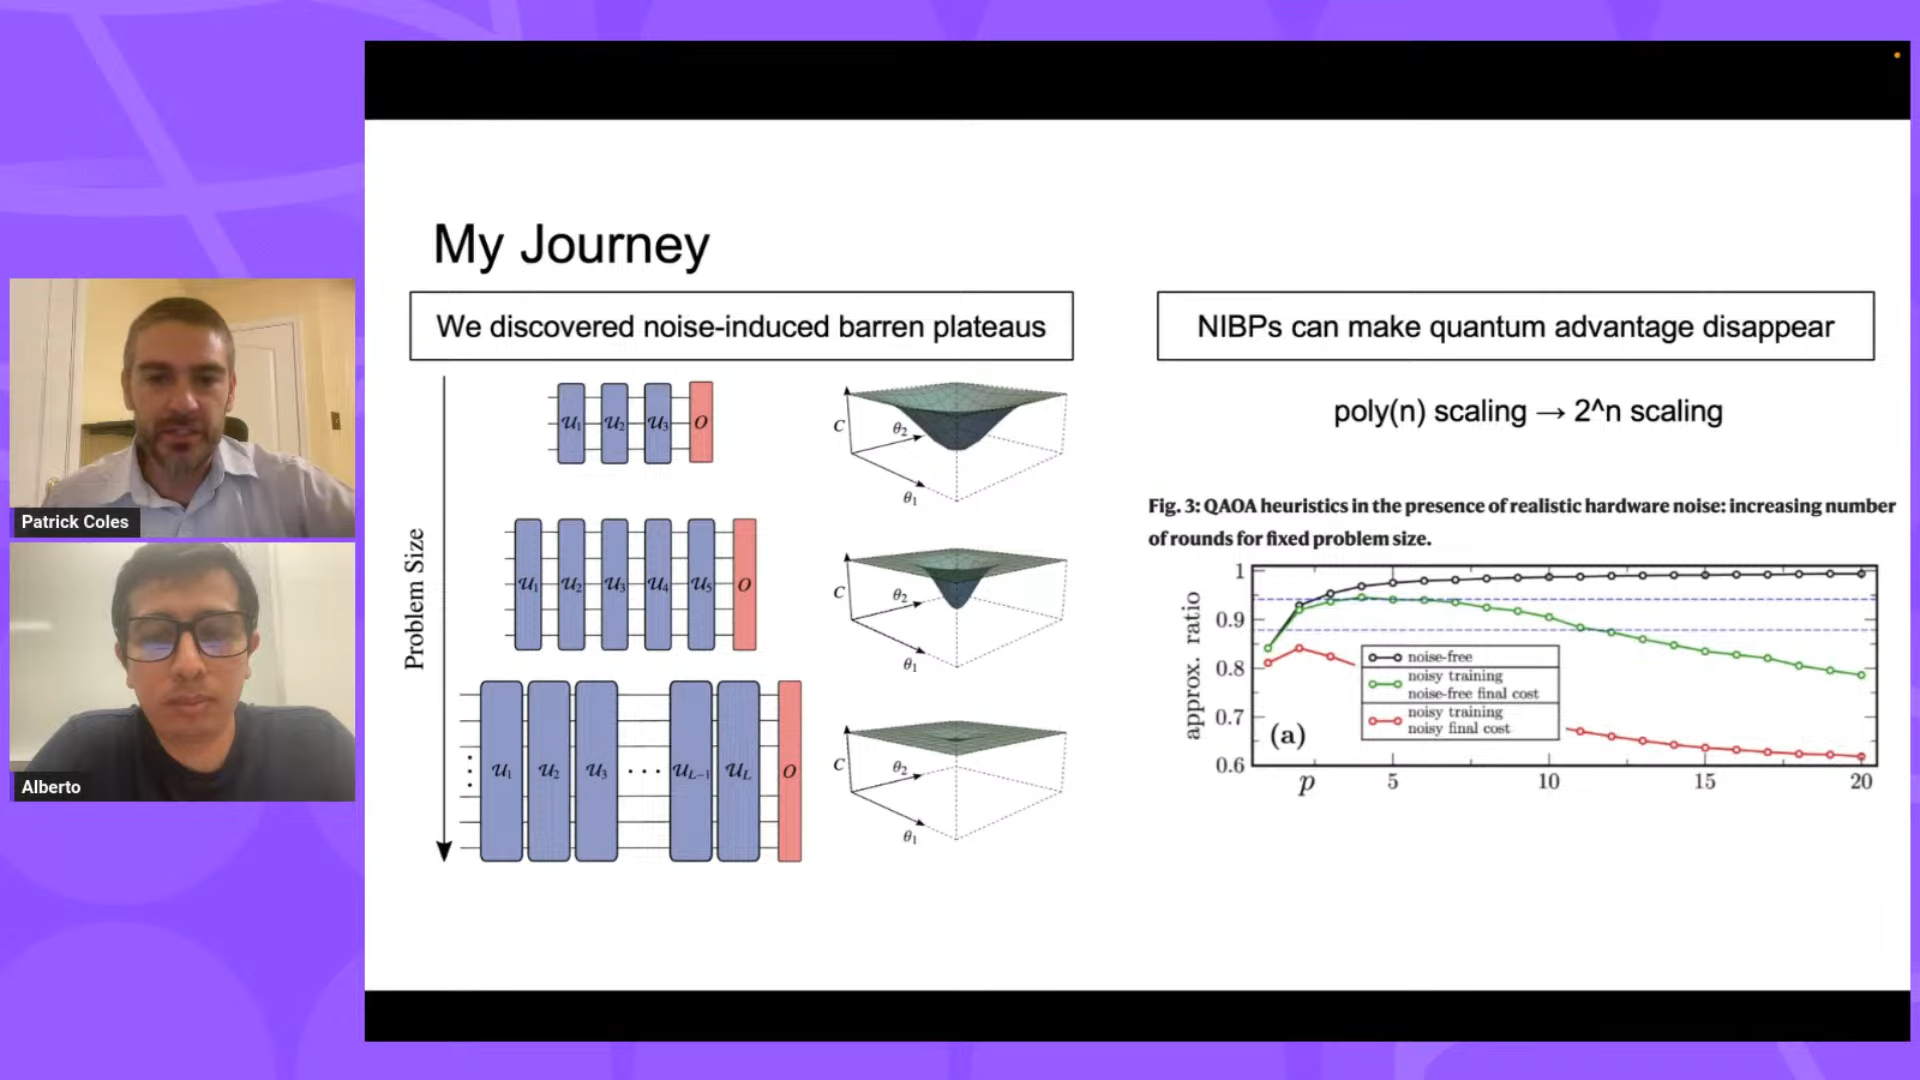 My Journey
We discovered noise-induced barren plateaus
NIBPs can make quantum advantage disappear
poly(n) scaling → 2^n scaling
Problem Size
U₁ U₂ U₃ O
C θ₂ θ₁
U₁ U₂ U₃ U₄ U₅ O
C θ₂ θ₁
U₁ U₂ U₃ ··· U_{L-1} U_L O
C θ₂ θ₁
Fig. 3: QAOA heuristics in the presence of realistic hardware noise: increasing number
of rounds for fixed problem size.
approx. ratio
1
0.9
0.8
0.7
0.6
noise-free
noisy training
noise-free final cost
noisy training
noisy final cost
(a)
p 5 10 15 20
Patrick Coles
Alberto